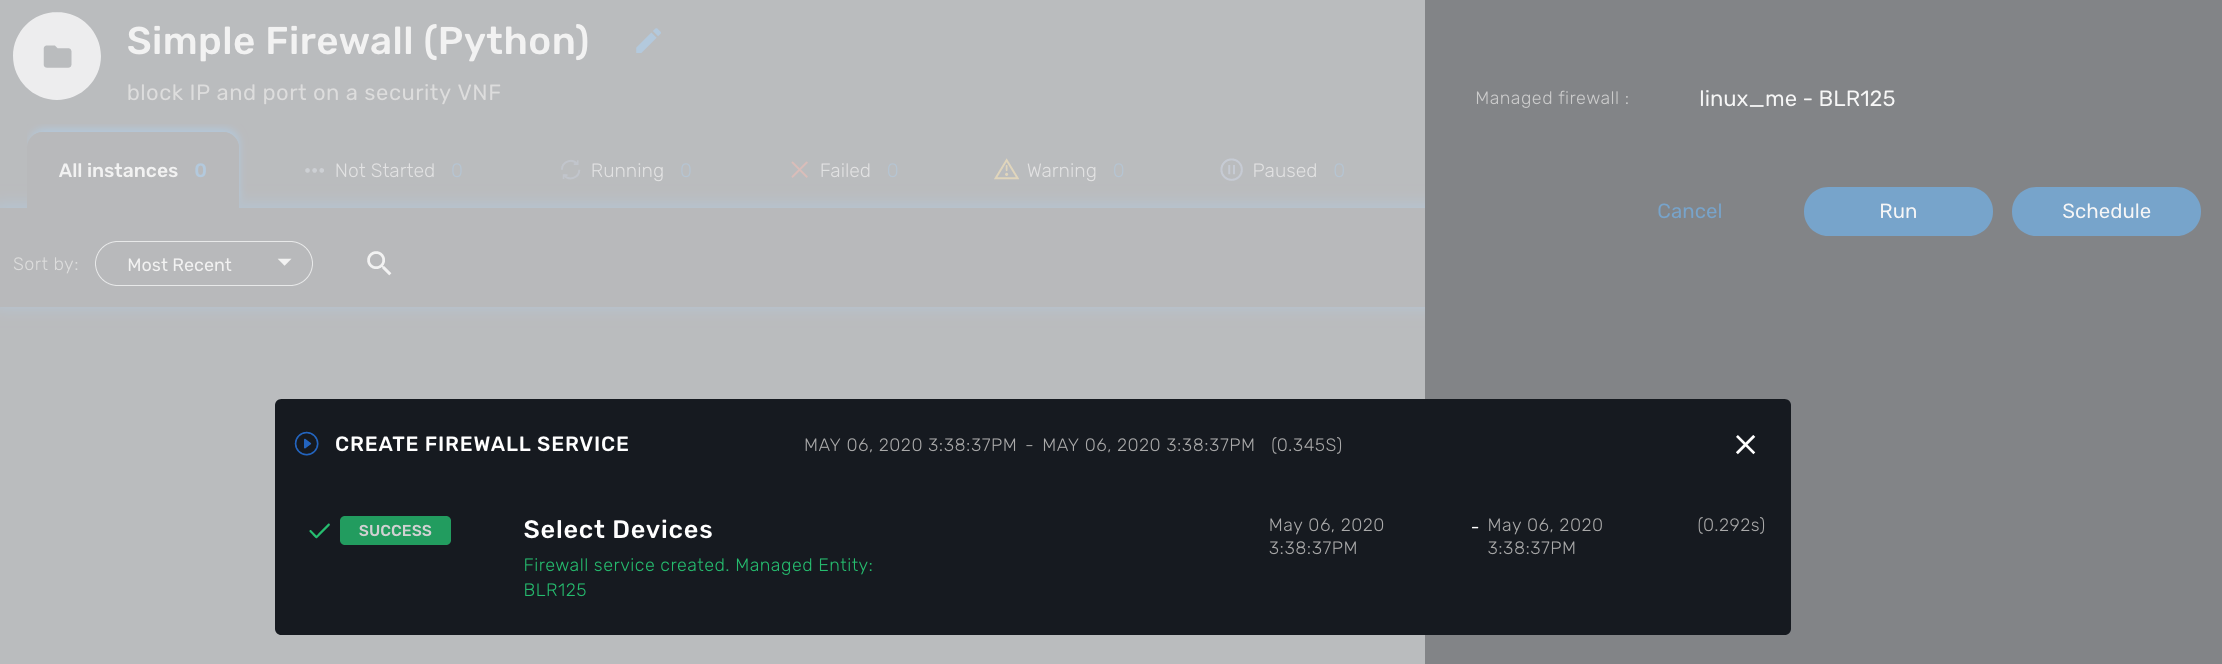 Simple Firewall (Python)
block IP and port on a security VNF
Managed firewall : linux_me - BLR125
All instances 0 Not Started 0 Running 0 Failed 0 Warning 0 Paused 0
Cancel Run Schedule
Sort by: Most Recent
CREATE FIREWALL SERVICE MAY 06, 2020 3:38:37PM - MAY 06, 2020 3:38:37PM (0.345S)
SUCCESS Select Devices May 06, 2020 - May 06, 2020 (0.292s)
3:38:37PM 3:38:37PM
Firewall service created. Managed Entity:
BLR125